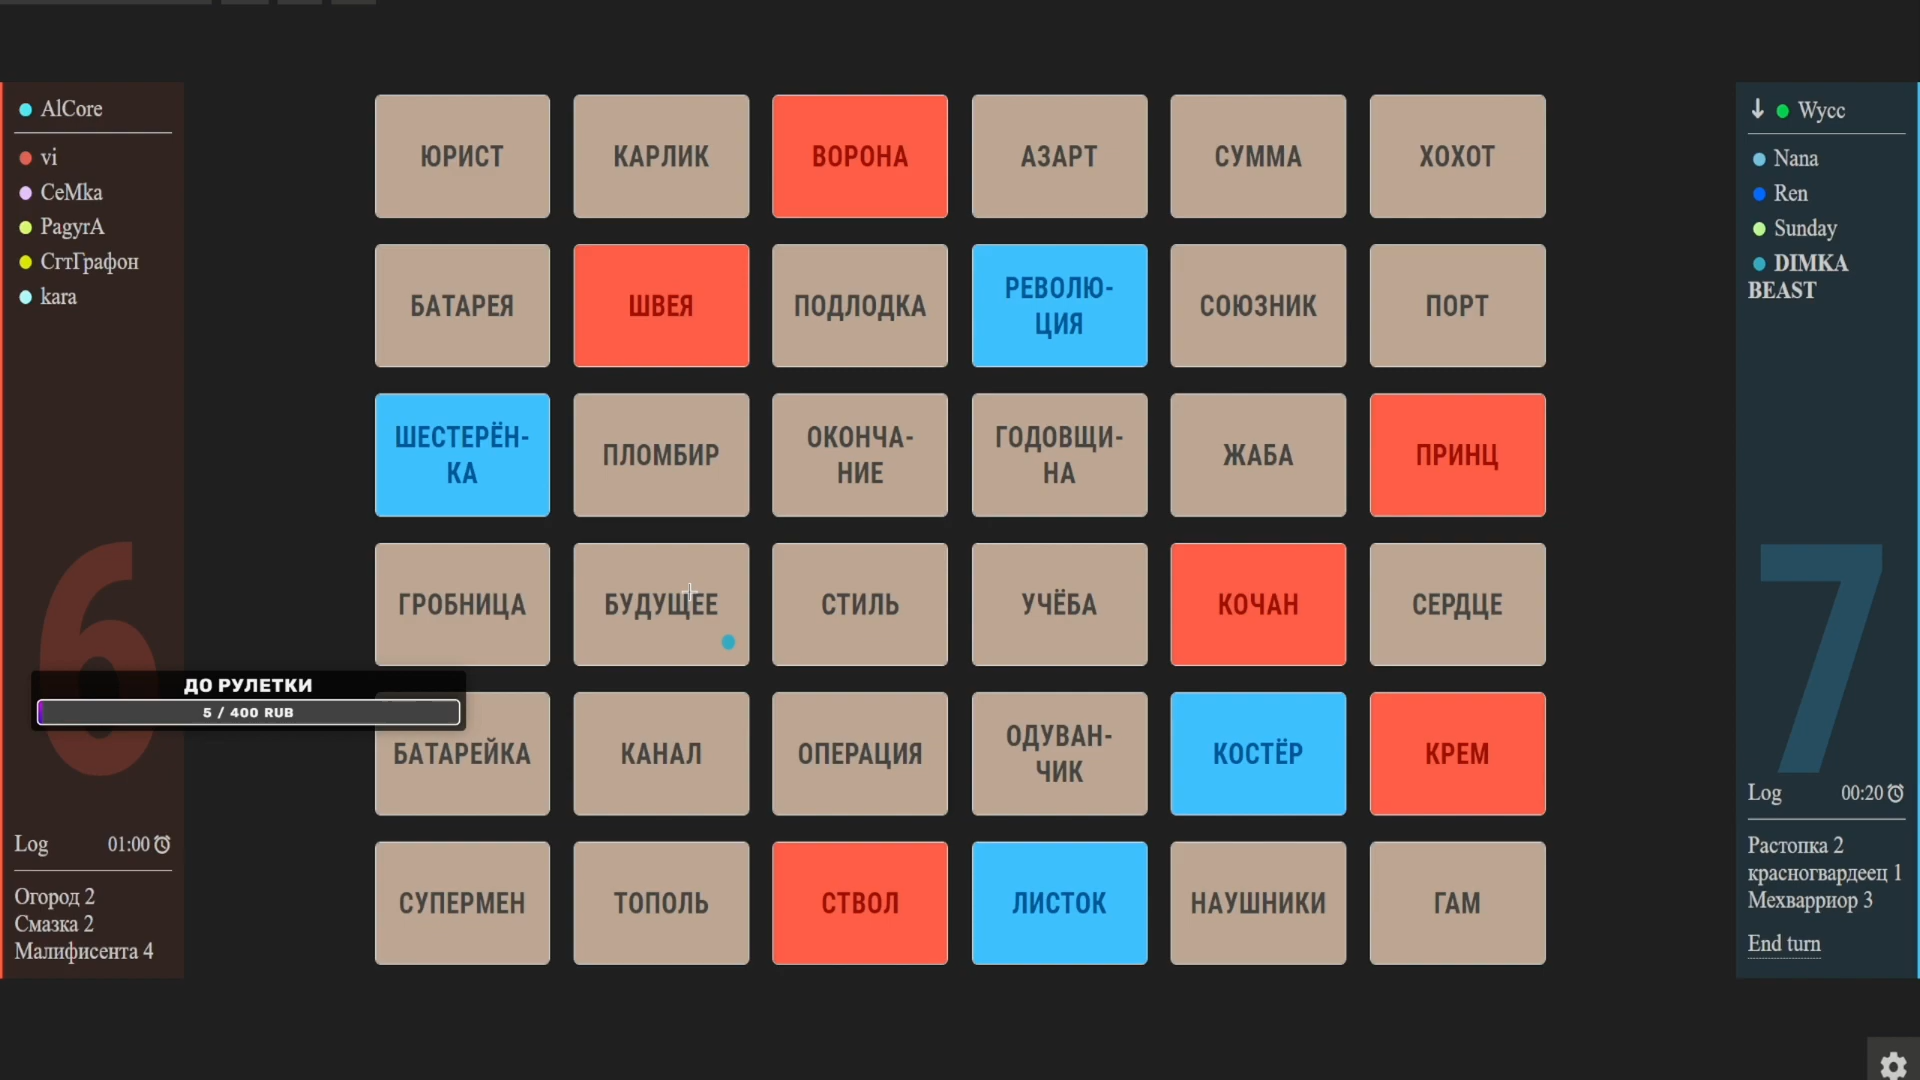 AlCore
vi
CeMka
PagyrA
СгтГрафон
kara
6
ДО РУЛЕТКИ
5 / 400 RUB
Log 01:00
Огород 2
Смазка 2
Малифисента 4
ЮРИСТ КАРЛИК ВОРОНА АЗАРТ СУММА ХОХОТ
БАТАРЕЯ ШВЕЯ ПОДЛОДКА РЕВОЛЮ-
ЦИЯ СОЮЗНИК ПОРТ
ШЕСТЕРЁН-
КА ПЛОМБИР ОКОНЧА-
НИЕ ГОДОВЩИ-
НА ЖАБА ПРИНЦ
ГРОБНИЦА БУДУЩЕЕ СТИЛЬ УЧЁБА КОЧАН СЕРДЦЕ
БАТАРЕЙКА КАНАЛ ОПЕРАЦИЯ ОДУВАН-
ЧИК КОСТЁР КРЕМ
СУПЕРМЕН ТОПОЛЬ СТВОЛ ЛИСТОК НАУШНИКИ ГАМ
Wycc
Nana
Ren
Sunday
DIMKA
BEAST
7
Log 00:20
Растопка 2
красногвардеец 1
Мехварриор 3
End turn